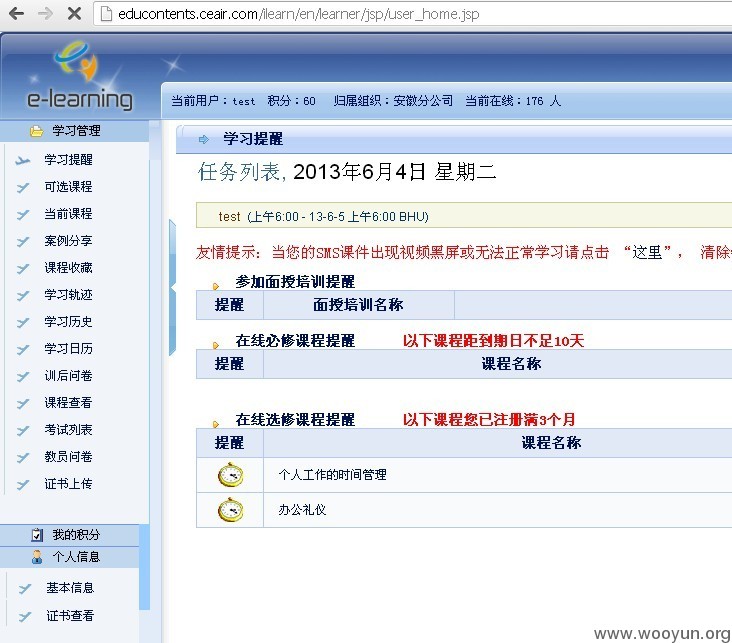 educontents.ceair.com/ilearn/en/learner/jsp/user_home.jsp
e-learning
当前用户：test 积分：60 归属组织：安徽分公司 当前在线：176 人
学习管理
学习提醒
可选课程
当前课程
案例分享
课程收藏
学习轨迹
学习历史
学习日历
训后问卷
课程查看
考试列表
教员问卷
证书上传
我的积分
个人信息
基本信息
证书查看
学习提醒
任务列表, 2013年6月4日 星期二
test (上午6:00 - 13-6-5 上午6:00 BHU)
友情提示：当您的SMS课件出现视频黑屏或无法正常学习请点击 “这里”， 清除
参加面授培训提醒
提醒 面授培训名称
在线必修课程提醒 以下课程距到期日不足10天
提醒 课程名称
在线选修课程提醒 以下课程您已注册满3个月
提醒 课程名称
个人工作的时间管理
办公礼仪
www.wooyun.org